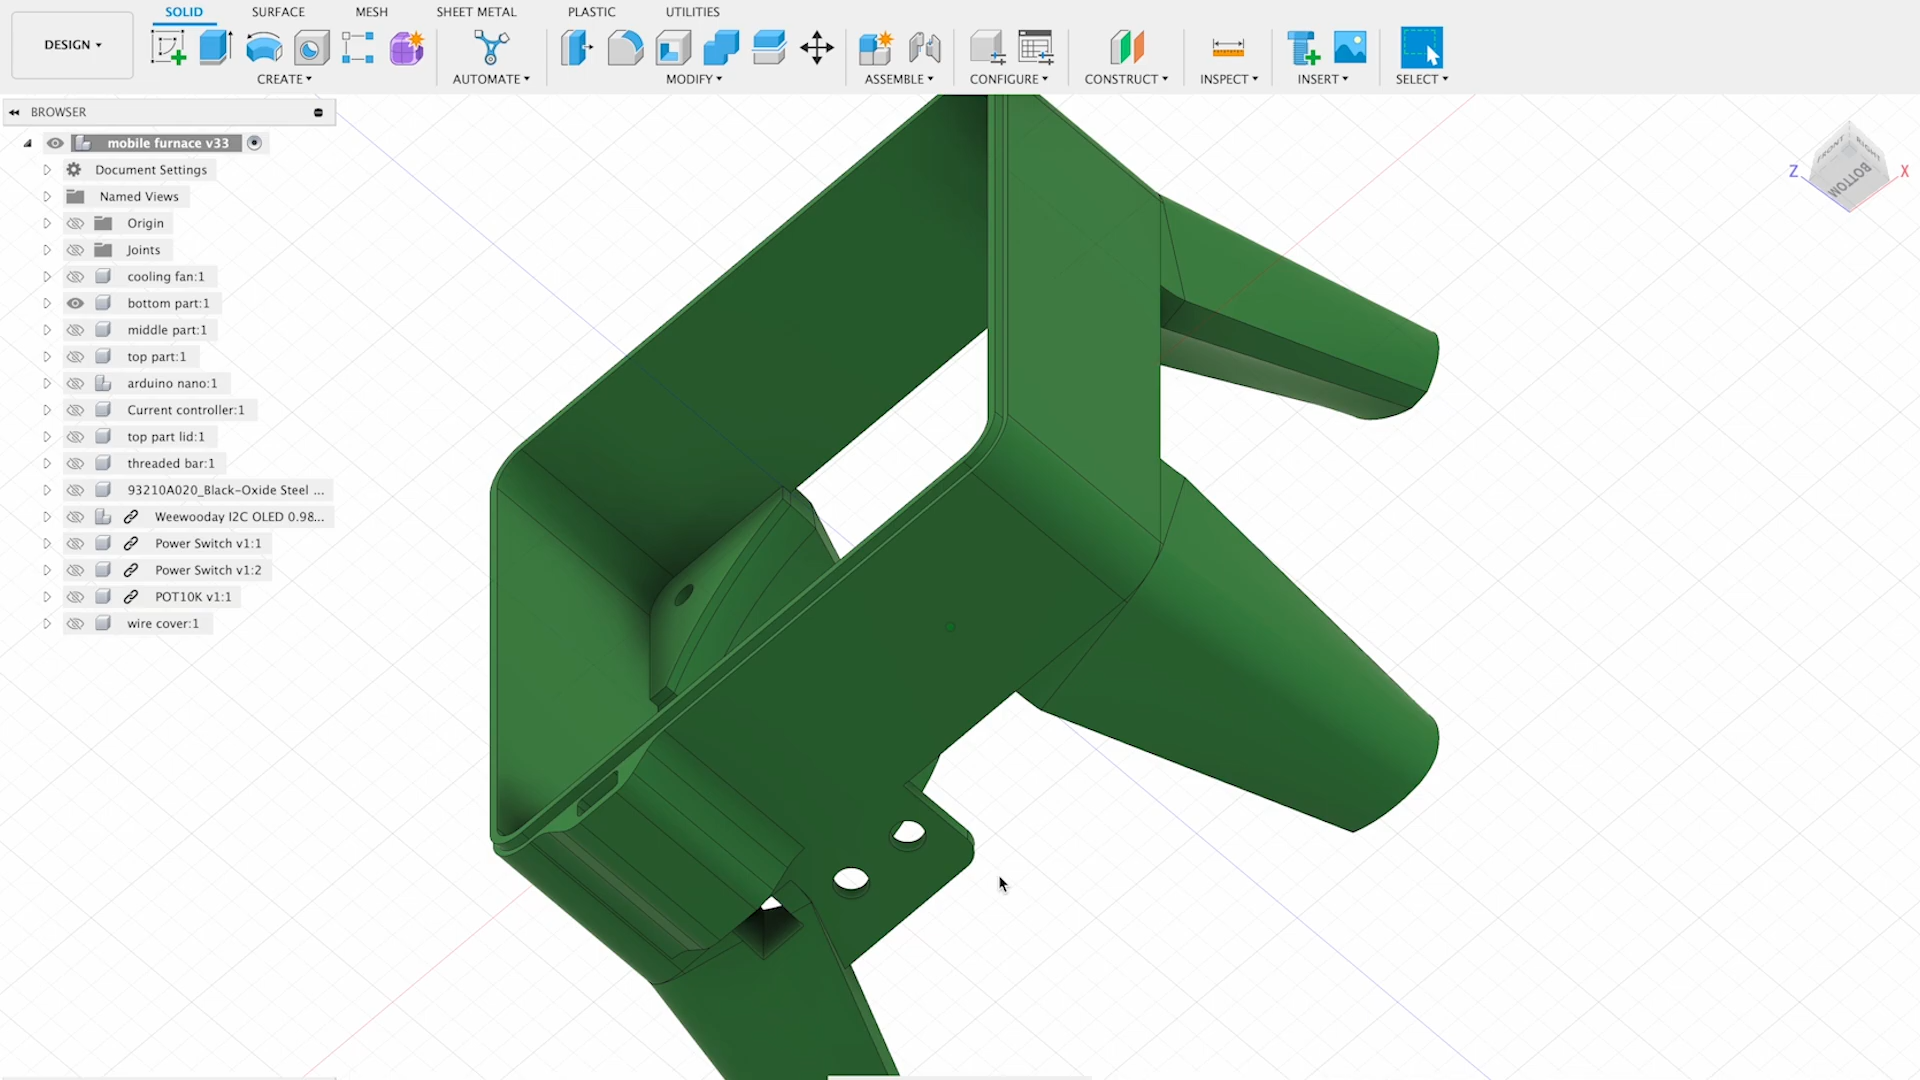 SOLID SURFACE MESH SHEET METAL PLASTIC UTILITIES
DESIGN
CREATE AUTOMATE MODIFY ASSEMBLE CONFIGURE CONSTRUCT INSPECT INSERT SELECT
BROWSER
mobile furnace v33
Document Settings
Named Views
Origin
Joints
cooling fan:1
bottom part:1
middle part:1
top part:1
arduino nano:1
Current controller:1
top part lid:1
threaded bar:1
93210A020_Black-Oxide Steel ...
Weewooday I2C OLED 0.98...
Power Switch v1:1
Power Switch v1:2
POT10K v1:1
wire cover:1
FRONT RIGHT
Z BOTTOM X